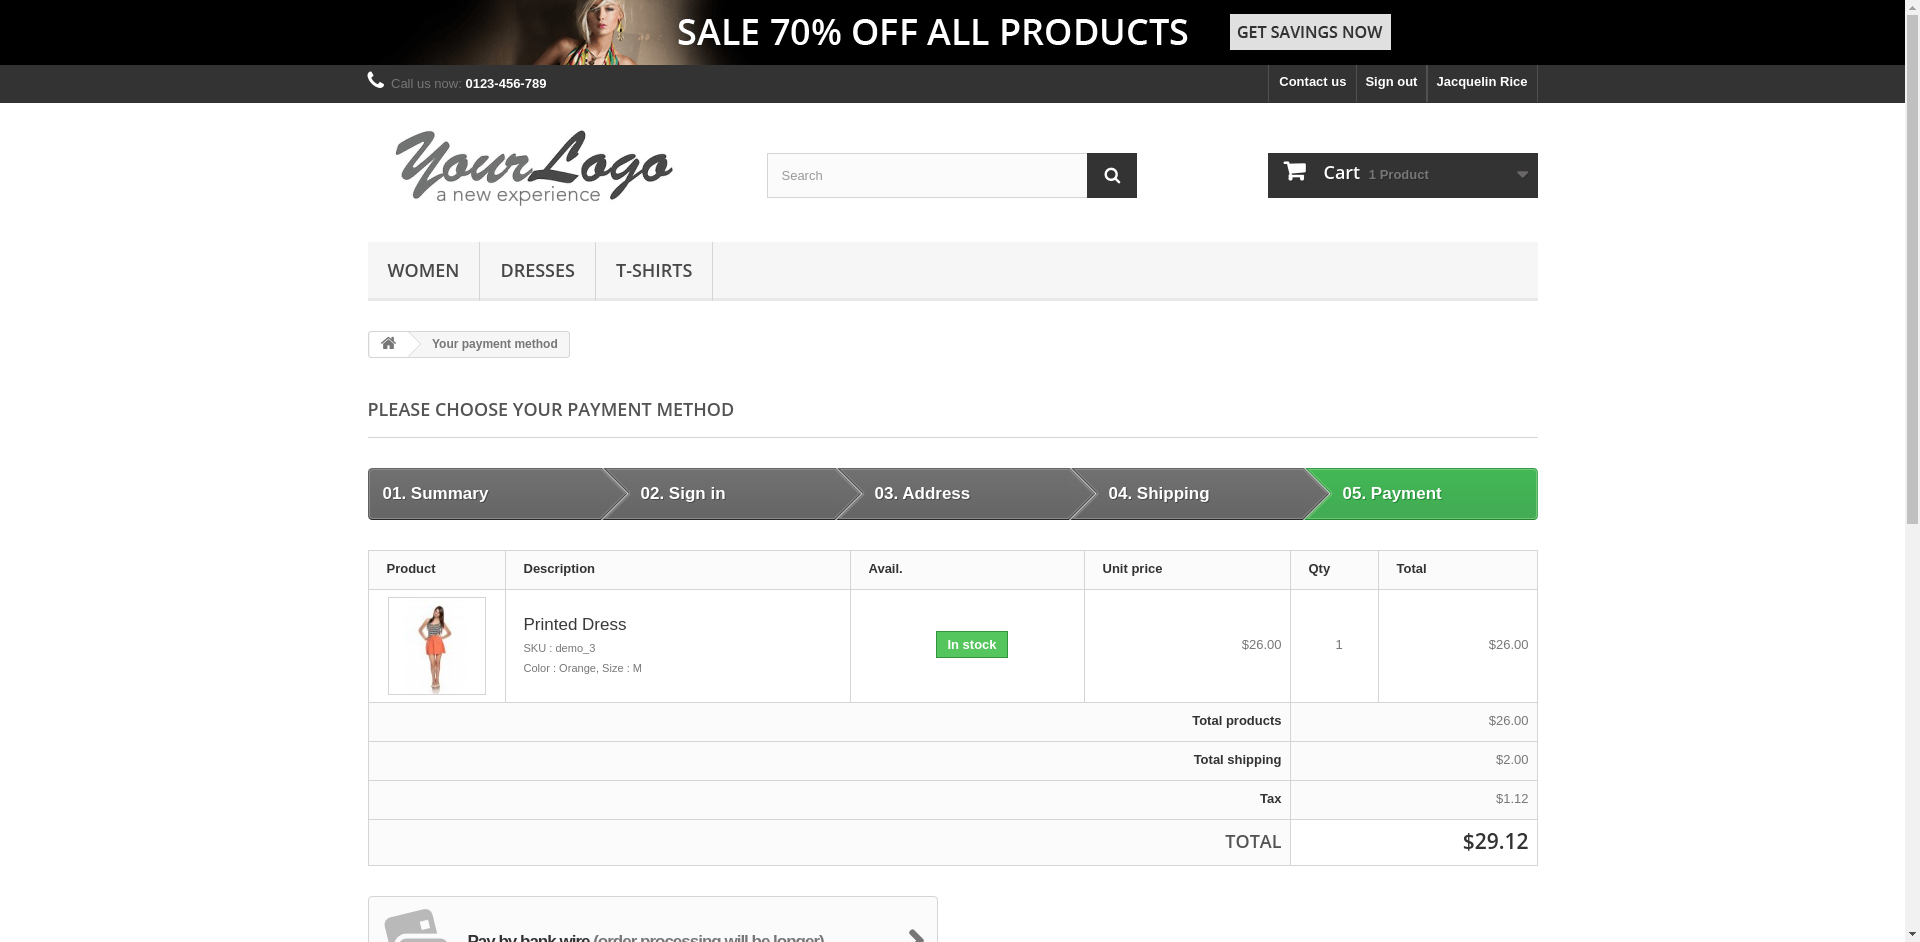 SALE 70% OFF ALL PRODUCTS GET SAVINGS NOW
Call us now: 0123-456-789 Contact us Sign out Jacquelin Rice
YourLogo
a new experience
Search
Cart 1 Product
WOMEN DRESSES T-SHIRTS
Your payment method
PLEASE CHOOSE YOUR PAYMENT METHOD
01. Summary 02. Sign in 03. Address 04. Shipping 05. Payment
Product Description Avail. Unit price Qty Total
Printed Dress
SKU : demo_3
Color : Orange, Size : M
In stock $26.00 1 $26.00
Total products $26.00
Total shipping $2.00
Tax $1.12
TOTAL $29.12
Pay by bank wire (order processing will be longer)